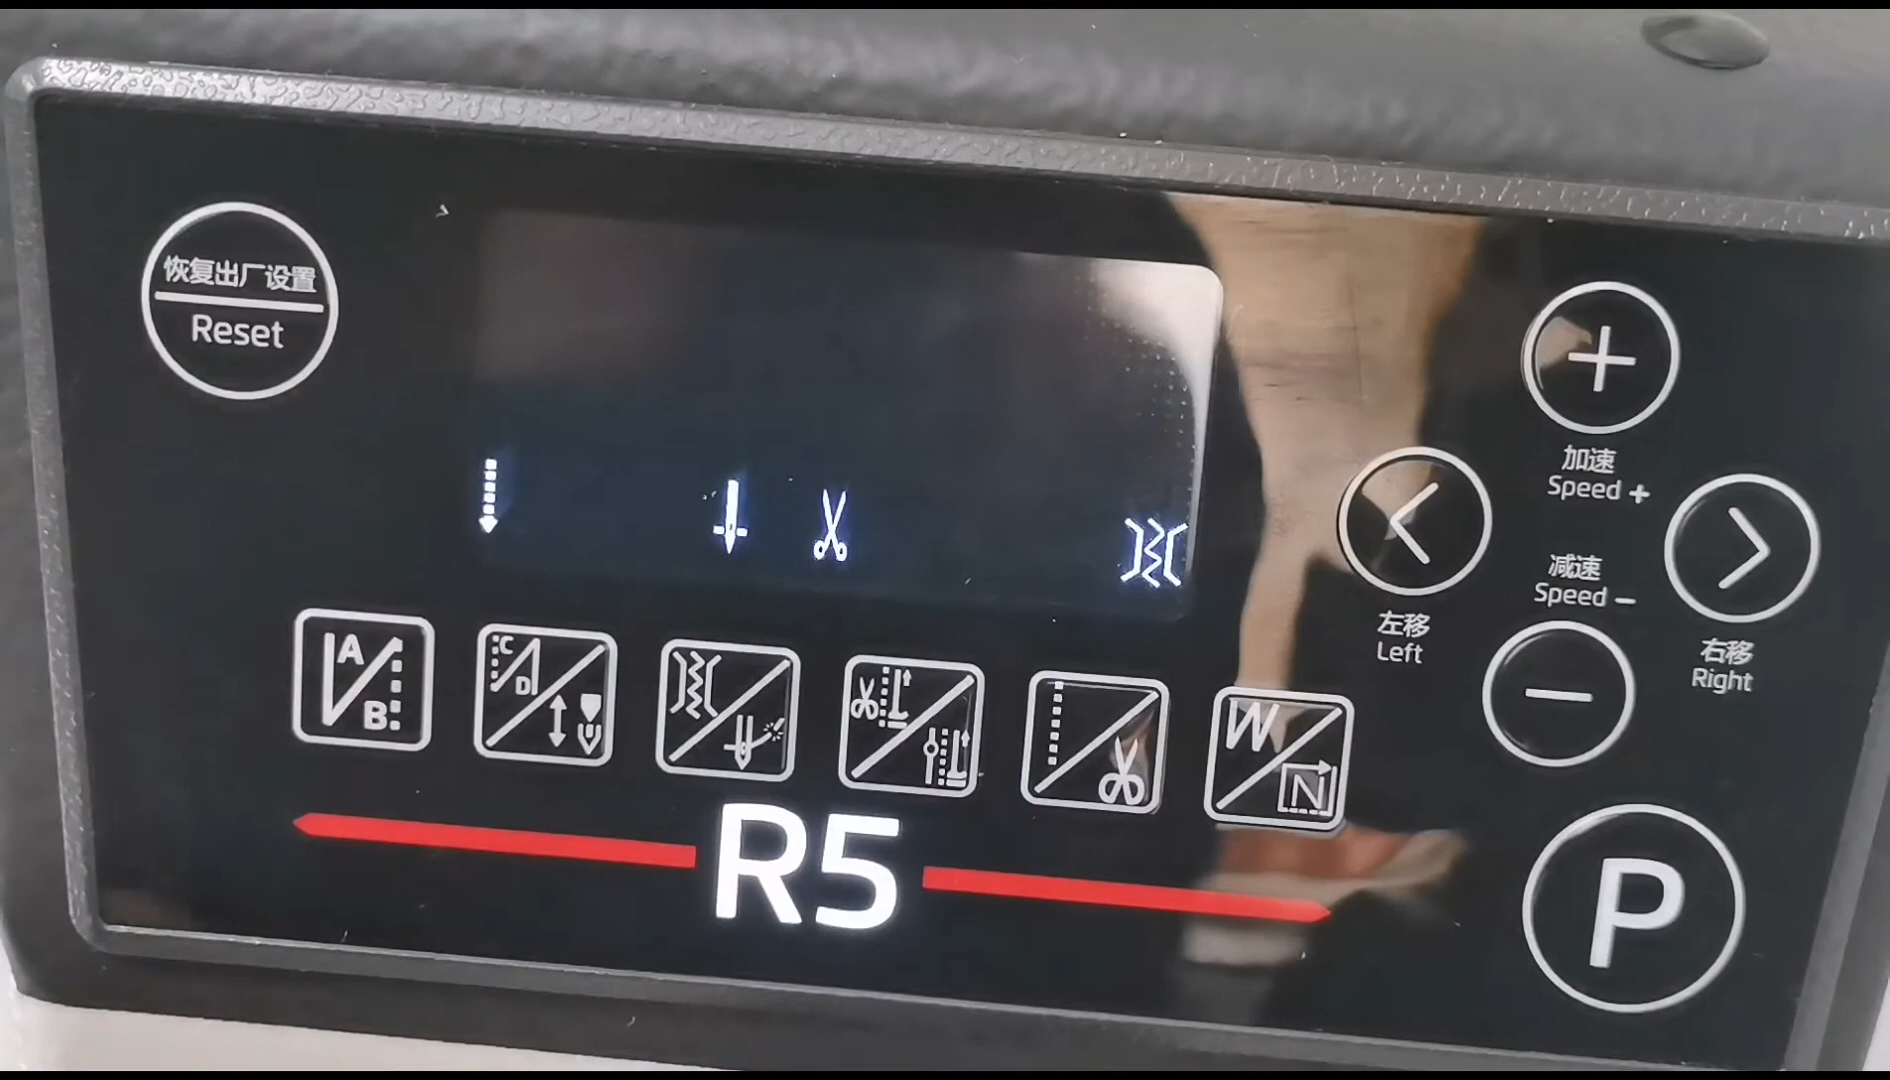 恢复出厂设置
Reset
+
加速
Speed +
<
>
减速
Speed −
左移
Left
右移
Right
−
A
B
C
D
W
N
R5
P